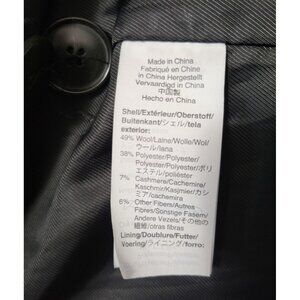 Made in China
Fabriqué en Chine
in China Hergestellt
Vervaardigd in China
中国製
Hecho en China
Shell/Extérieur/Oberstoff/
Buitenkant/シェル/tela
exterior:
49% Wool/Laine/Wolle/Wol/
ウール/lana
38% Polyester/Polyester/
Polyester/Polyester/ポリ
エステル/poliéster
7% Cashmere/Cachemire/
Kaschmir/Kasjmier/カシ
ミア/cachemira
6% Other Fibers/Autres
Fibres/Sonstige Fasern/
Andere Vezels/その他の
繊維/otras fibras
Lining/Doublure/Futter/
Voering/ライニング/forro: